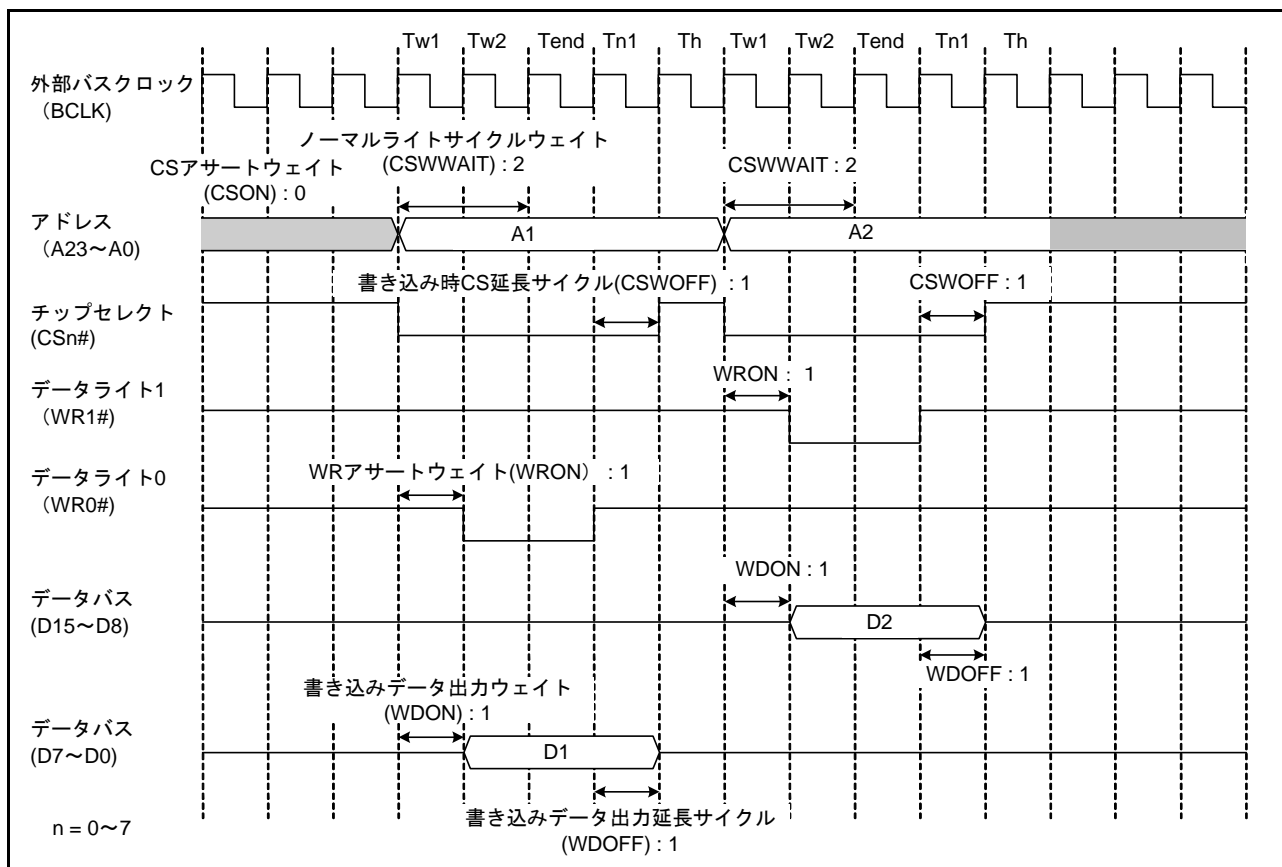 Tw1 Tw2 Tend Tn1 Th Tw1 Tw2 Tend Tn1 Th
外部バスクロック
(BCLK)
ノーマルライトサイクルウェイト
(CSWWAIT) : 2
CSWWAIT : 2
CSアサートウェイト
(CSON) : 0
アドレス
(A23~A0)
A1
A2
書き込み時CS延長サイクル(CSWOFF) : 1
CSWOFF : 1
チップセレクト
(CSn#)
WRON : 1
データライト1
(WR1#)
WRアサートウェイト(WRON) : 1
データライト0
(WR0#)
WDON : 1
データバス
(D15~D8)
D2
WDOFF : 1
書き込みデータ出力ウェイト
(WDON) : 1
データバス
(D7~D0)
D1
書き込みデータ出力延長サイクル
(WDOFF) : 1
n = 0~7